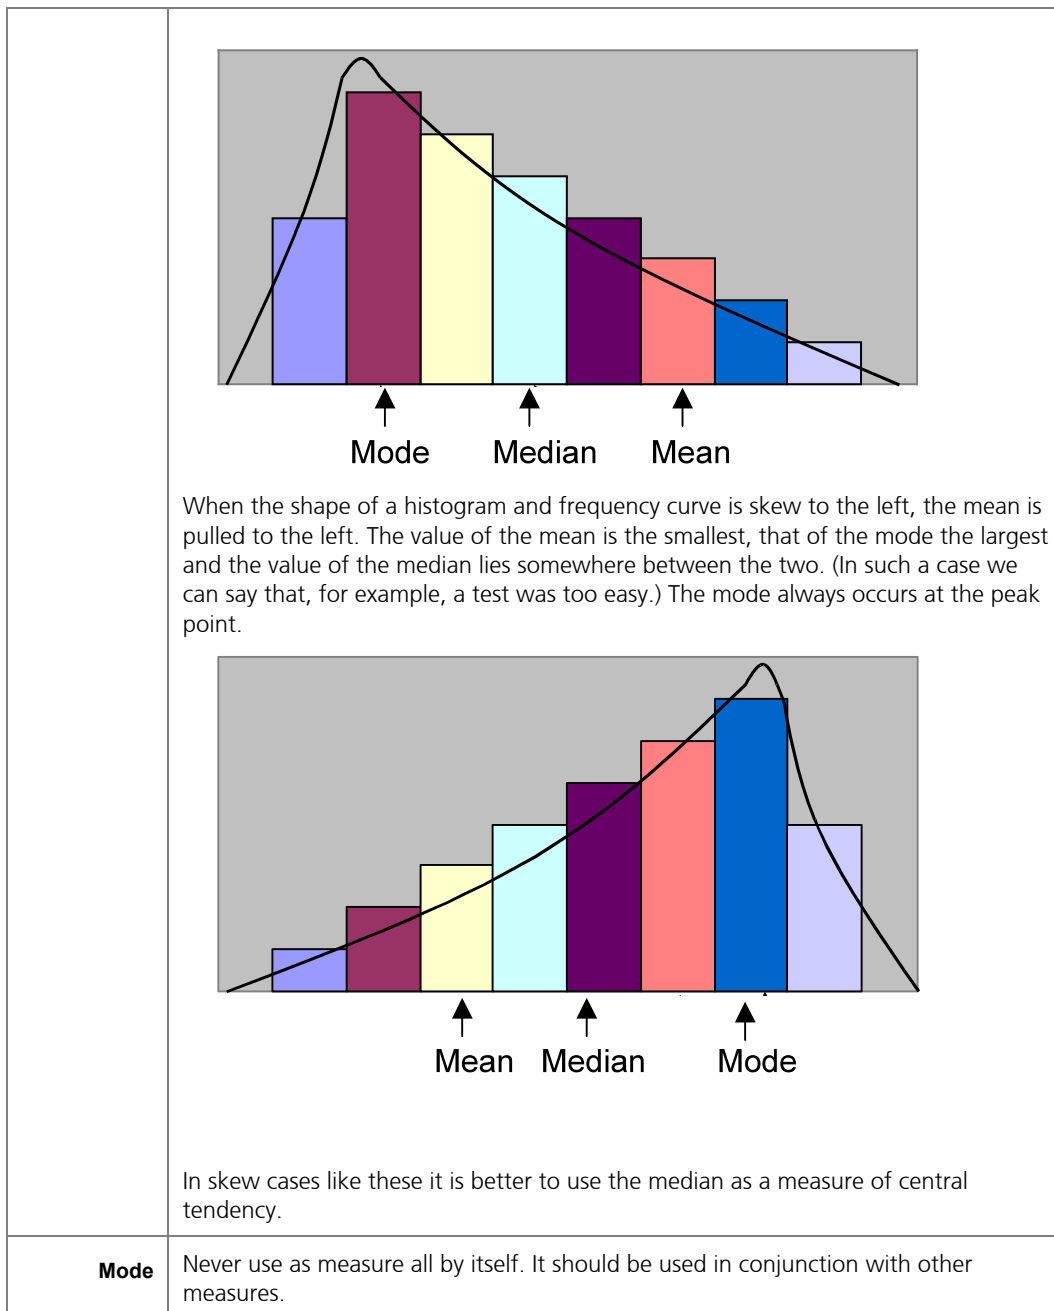 Mode Median Mean
When the shape of a histogram and frequency curve is skew to the left, the mean is
pulled to the left. The value of the mean is the smallest, that of the mode the largest
and the value of the median lies somewhere between the two. (In such a case we
can say that, for example, a test was too easy.) The mode always occurs at the peak
point.
Mean Median Mode
In skew cases like these it is better to use the median as a measure of central
tendency.
Mode Never use as measure all by itself. It should be used in conjunction with other
measures.